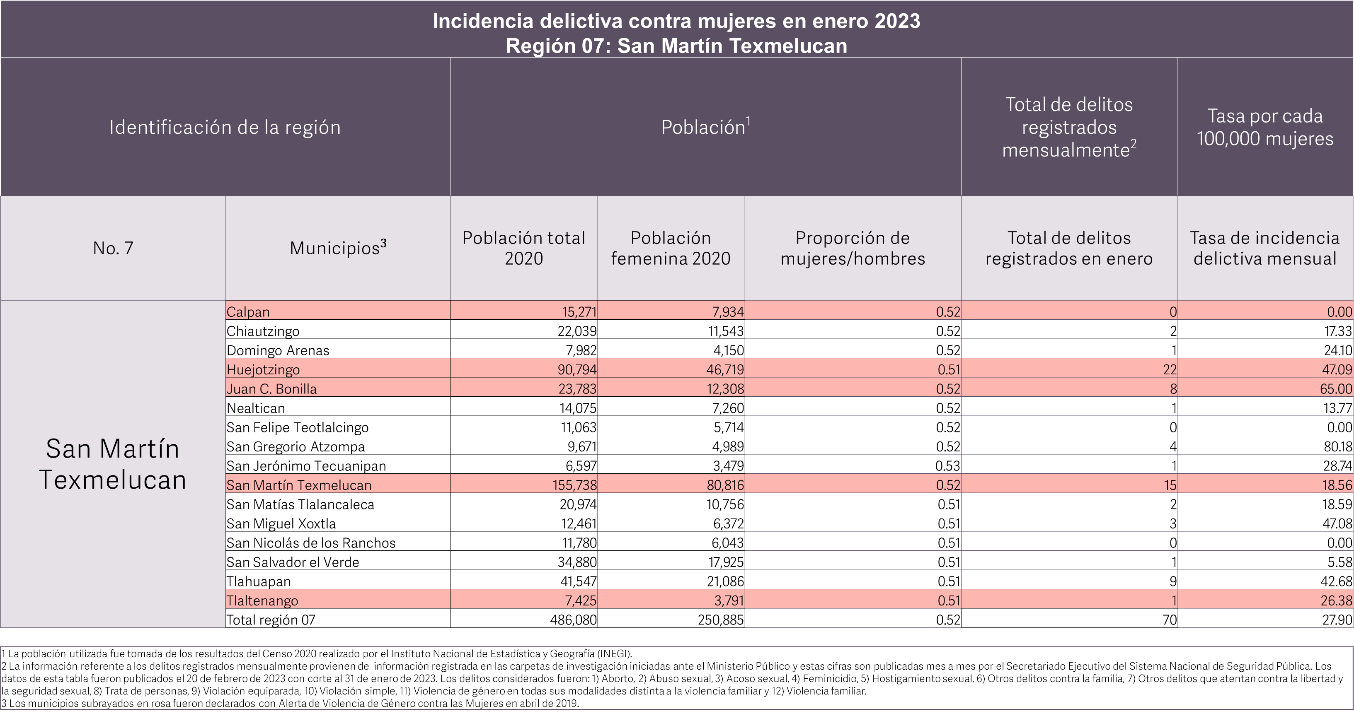 Incidencia delictiva contra mujeres en enero 2023
Región 07: San Martín Texmelucan
Identificación de la región Población¹ Total de delitos registrados mensualmente² Tasa por cada 100,000 mujeres
No. 7 Municipios³ Población total 2020 Población femenina 2020 Proporción de mujeres/hombres Total de delitos registrados en enero Tasa de incidencia delictiva mensual
San Martín Texmelucan
Calpan 15,271 7,934 0.52 0 0.00
Chiautzingo 22,039 11,543 0.52 2 17.33
Domingo Arenas 7,982 4,150 0.52 1 24.10
Huejotzingo 90,794 46,719 0.51 22 47.09
Juan C. Bonilla 23,783 12,308 0.52 8 65.00
Nealtican 14,075 7,260 0.52 1 13.77
San Felipe Teotlalcingo 11,063 5,714 0.52 0 0.00
San Gregorio Atzompa 9,671 4,989 0.52 4 80.18
San Jerónimo Tecuanipan 6,597 3,479 0.53 1 28.74
San Martín Texmelucan 155,738 80,816 0.52 15 18.56
San Matías Tlalancaleca 20,974 10,756 0.51 2 18.59
San Miguel Xoxtla 12,461 6,372 0.51 3 47.08
San Nicolás de los Ranchos 11,780 6,043 0.51 0 0.00
San Salvador el Verde 34,880 17,925 0.51 1 5.58
Tlahuapan 41,547 21,086 0.51 9 42.68
Tlaltenango 7,425 3,791 0.51 1 26.38
Total región 07 486,080 250,885 0.52 70 27.90
1 La población utilizada fue tomada de los resultados del Censo 2020 realizado por el Instituto Nacional de Estadística y Geografía (INEGI).
2 La información referente a los delitos registrados mensualmente provienen de información registrada en las carpetas de investigación iniciadas ante el Ministerio Público y estas cifras son publicadas mes a mes por el Secretariado Ejecutivo del Sistema Nacional de Seguridad Pública. Los
datos de esta tabla fueron publicados el 20 de febrero de 2023 con corte al 31 de enero de 2023. Los delitos considerados fueron: 1) Aborto, 2) Abuso sexual, 3) Acoso sexual, 4) Feminicidio, 5) Hostigamiento sexual, 6) Otros delitos contra la familia, 7) Otros delitos que atentan contra la libertad y
la seguridad sexual, 8) Trata de personas, 9) Violación equiparada, 10) Violación simple, 11) Violencia de género en todas sus modalidades distinta a la violencia familiar y 12) Violencia familiar.
3 Los municipios subrayados en rosa fueron declarados con Alerta de Violencia de Género contra las Mujeres en abril de 2019.